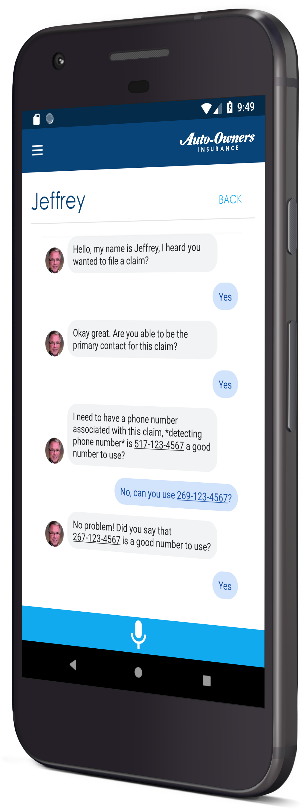 9:49
Auto-Owners
INSURANCE
Jeffrey
BACK
Hello, my name is Jeffrey, I heard you
wanted to file a claim?
Yes
Okay great. Are you able to be the
primary contact for this claim?
Yes
I need to have a phone number
associated with this claim, *detecting
phone number* is 517-123-4567 a good
number to use?
No, can you use 269-123-4567?
No problem! Did you say that
267-123-4567 is a good number to use?
Yes